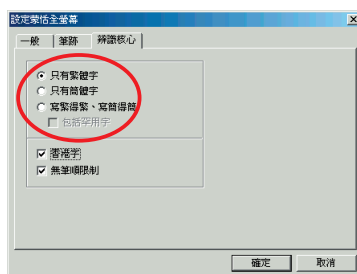 設定蒙恬全螢幕
一般 筆跡 辨識核心
只有繁體字
只有簡體字
寫繁得繁、寫簡得簡
包括罕用字
香港字
無筆順限制
確定 取消